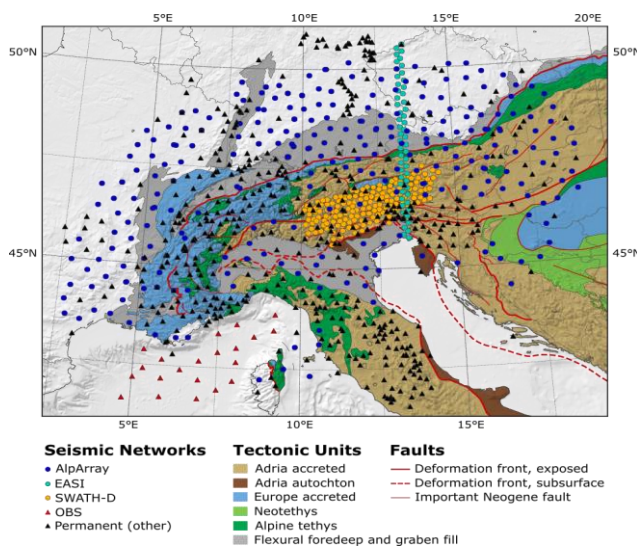 5°E 10°E 15°E 20°E
50°N
50°N
45°N
45°N
5°E 10°E 15°E
Seismic Networks
AlpArray
EASI
SWATH-D
OBS
Permanent (other)
Tectonic Units
Adria accreted
Adria autochton
Europe accreted
Neotethys
Alpine tethys
Flexural foredeep and graben fill
Faults
Deformation front, exposed
Deformation front, subsurface
Important Neogene fault